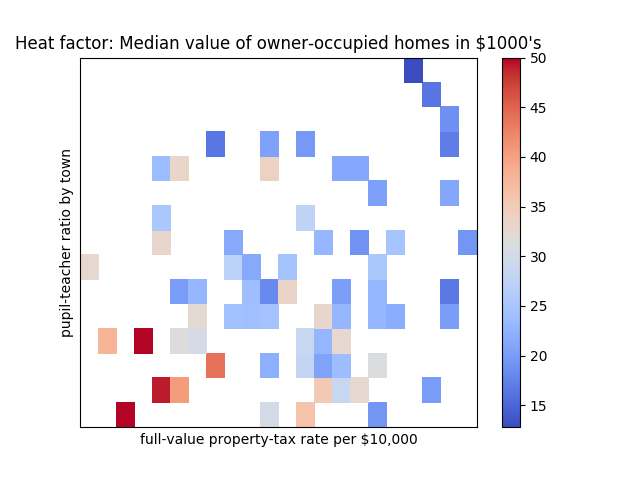 Heat factor: Median value of owner-occupied homes in $1000's
pupil-teacher ratio by town
full-value property-tax rate per $10,000
50
45
40
35
30
25
20
15